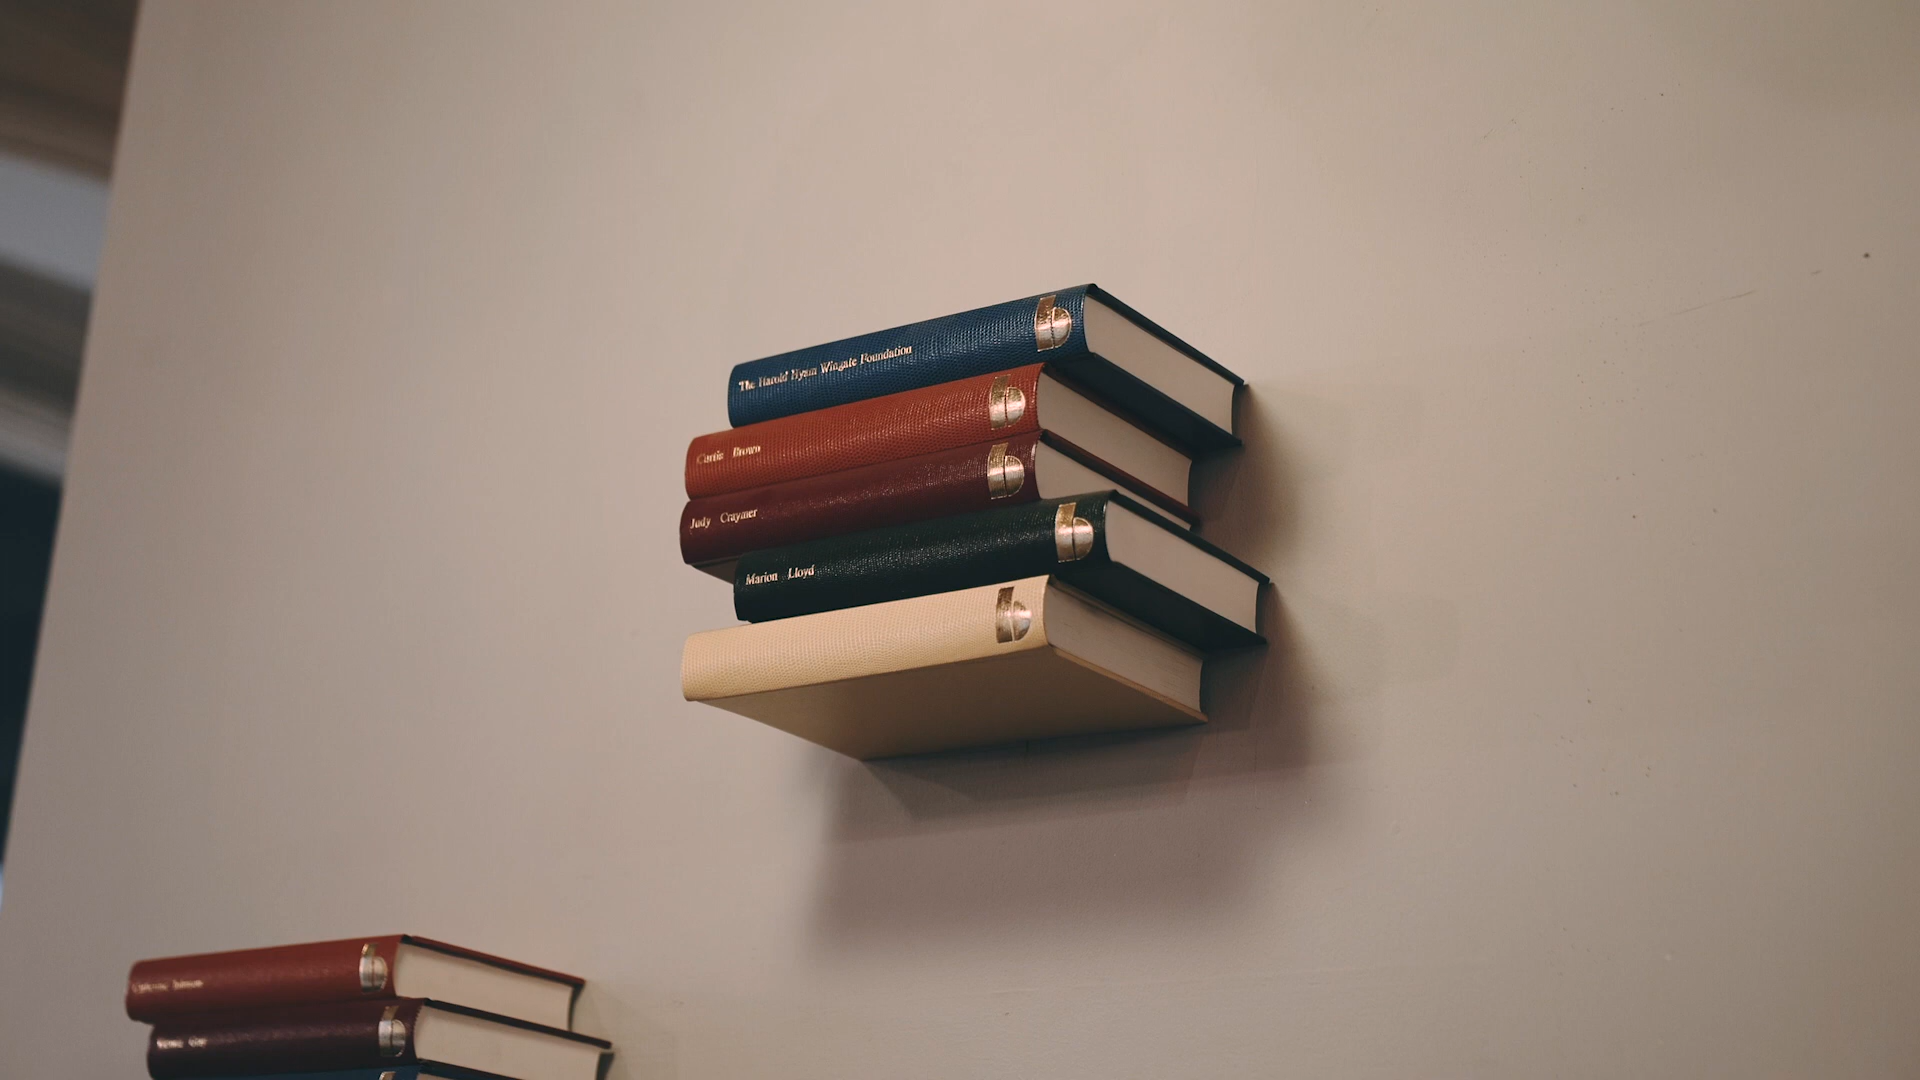 The Harold Hyam Wingate Foundation
Curtis Brown
Judy Craymer
Marion Lloyd